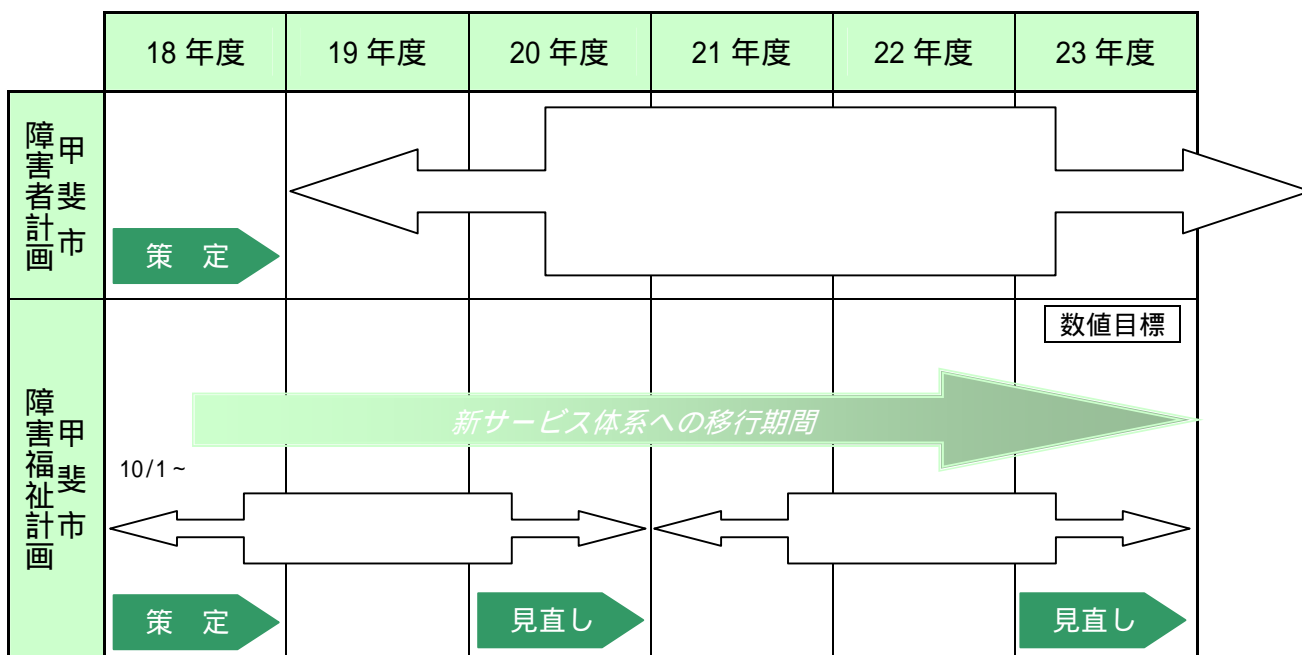 18 年度
19 年度
20 年度
21 年度
22 年度
23 年度
甲斐市
障害者計画
策 定
数値目標
新サービス体系への移行期間
甲斐市
障害福祉計画
10/1～
策 定
見直し
見直し